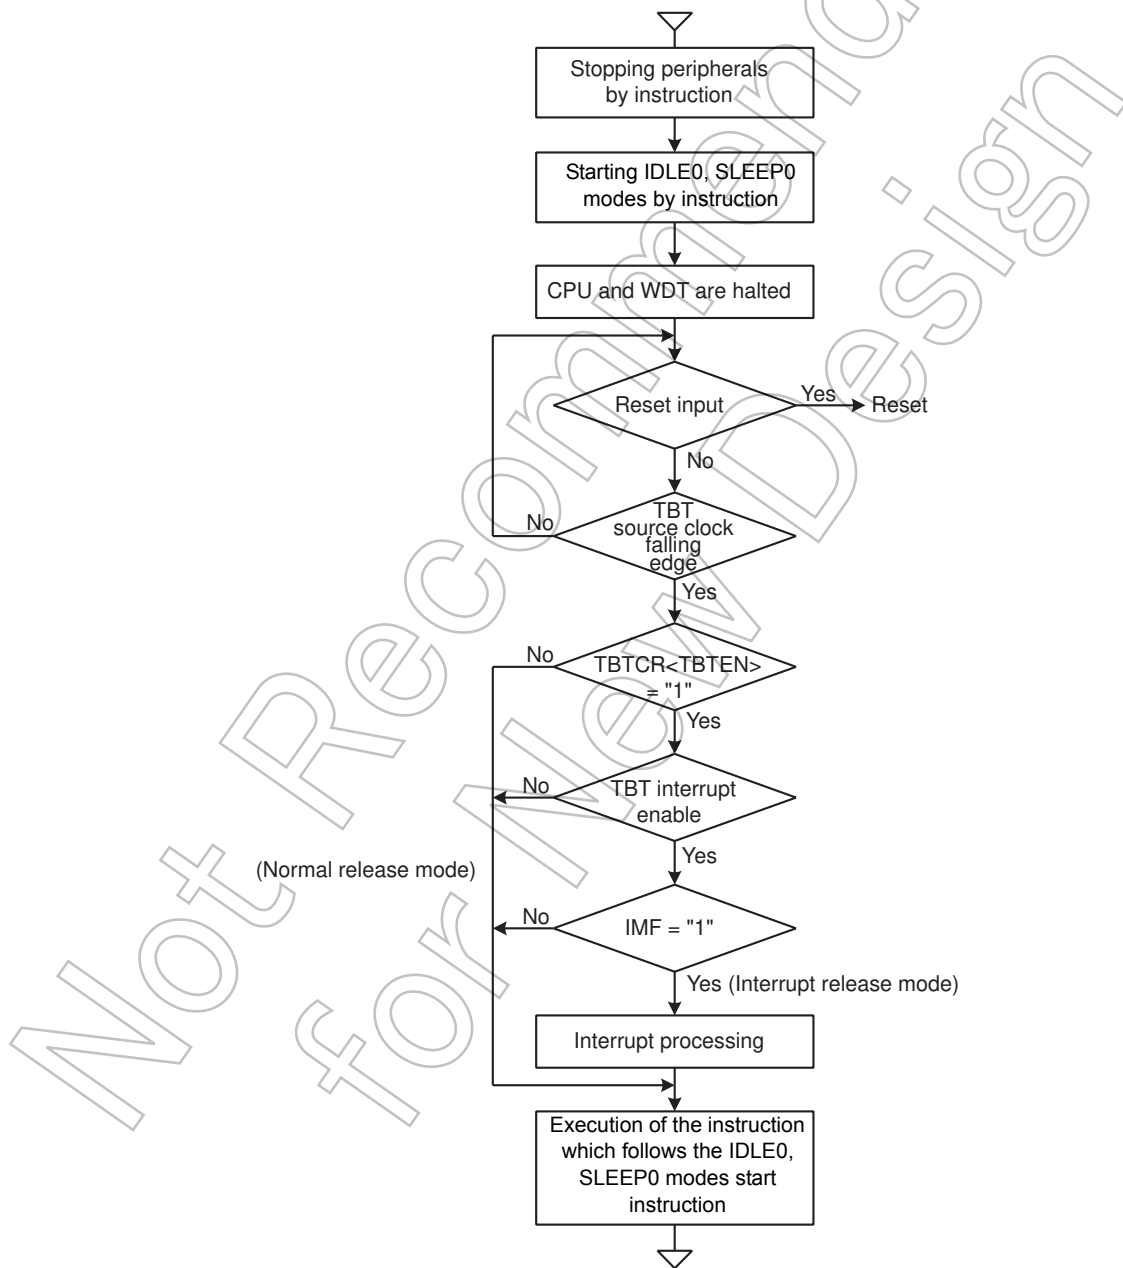 Stopping peripherals
by instruction
Starting IDLE0, SLEEP0
modes by instruction
CPU and WDT are halted
Reset input
Yes
Reset
No
No
TBT
source clock
falling
edge
Yes
No
TBTCR<TBTEN>
= "1"
Yes
No
TBT interrupt
enable
Yes
(Normal release mode)
No
IMF = "1"
Yes (Interrupt release mode)
Interrupt processing
Execution of the instruction
which follows the IDLE0,
SLEEP0 modes start
instruction
Not Recommend
for New Design